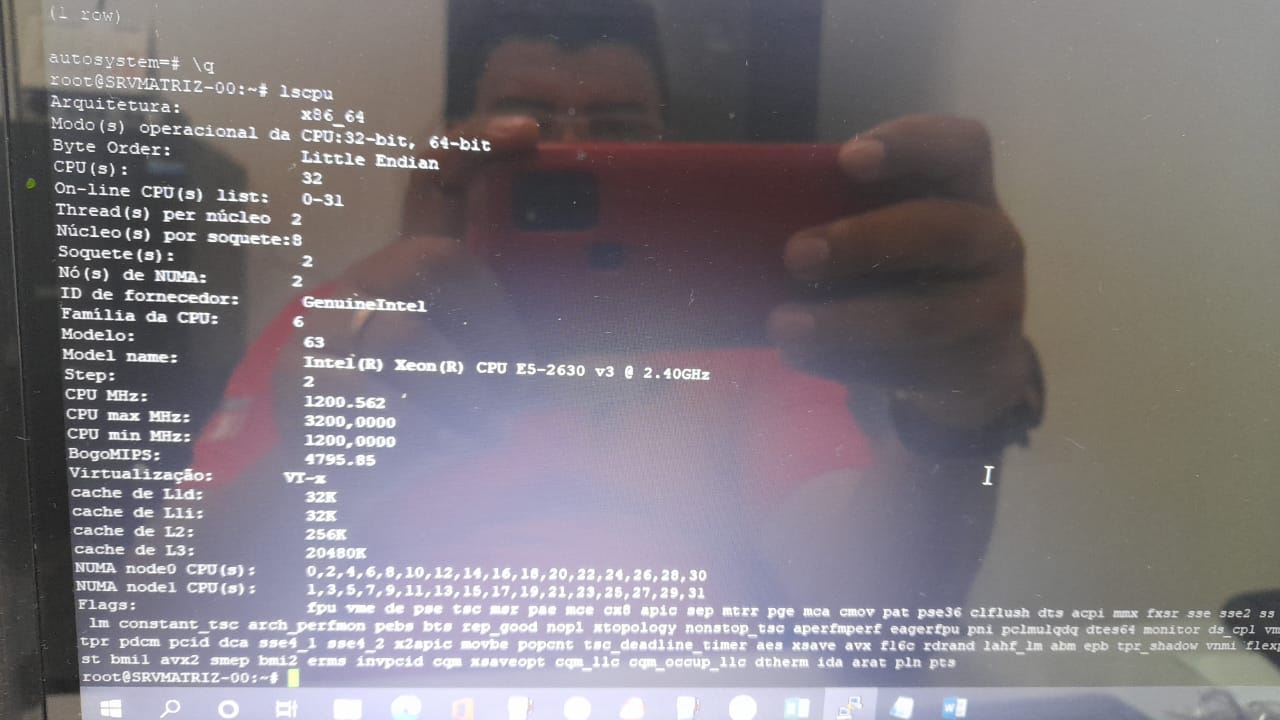 (1 row)
autosystem=# \q
root@SRVMATRIZ-00:~# lscpu
Arquitetura: x86_64
Modo(s) operacional da CPU:32-bit, 64-bit
Byte Order: Little Endian
CPU(s): 32
On-line CPU(s) list: 0-31
Thread(s) per núcleo 2
Núcleo(s) por soquete:8
Soquete(s): 2
Nó(s) de NUMA: 2
ID de fornecedor: GenuineIntel
Família da CPU: 6
Modelo: 63
Model name: Intel(R) Xeon(R) CPU E5-2630 v3 @ 2.40GHz
Step: 2
CPU MHz: 1200.562
CPU max MHz: 3200,0000
CPU min MHz: 1200,0000
BogoMIPS: 4795.85
Virtualização: VT-x
cache de L1d: 32K
cache de L1i: 32K
cache de L2: 256K
cache de L3: 20480K
NUMA node0 CPU(s): 0,2,4,6,8,10,12,14,16,18,20,22,24,26,28,30
NUMA node1 CPU(s): 1,3,5,7,9,11,13,15,17,19,21,23,25,27,29,31
Flags: fpu vme de pse tsc msr pae mce cx8 apic sep mtrr pge mca cmov pat pse36 clflush dts acpi mmx fxsr sse sse2 ss
lm constant_tsc arch_perfmon pebs bts rep_good nopl xtopology nonstop_tsc aperfmperf eagerfpu pni pclmulqdq dtes64 monitor ds_cpl vm
tpr pdcm pcid dca sse4_1 sse4_2 x2apic movbe popcnt tsc_deadline_timer aes xsave avx f16c rdrand lahf_lm abm epb tpr_shadow vnmi flexp
st bmi1 avx2 smep bmi2 erms invpcid cqm xsaveopt cqm_llc cqm_occup_llc dtherm ida arat pln pts
root@SRVMATRIZ-00:~#